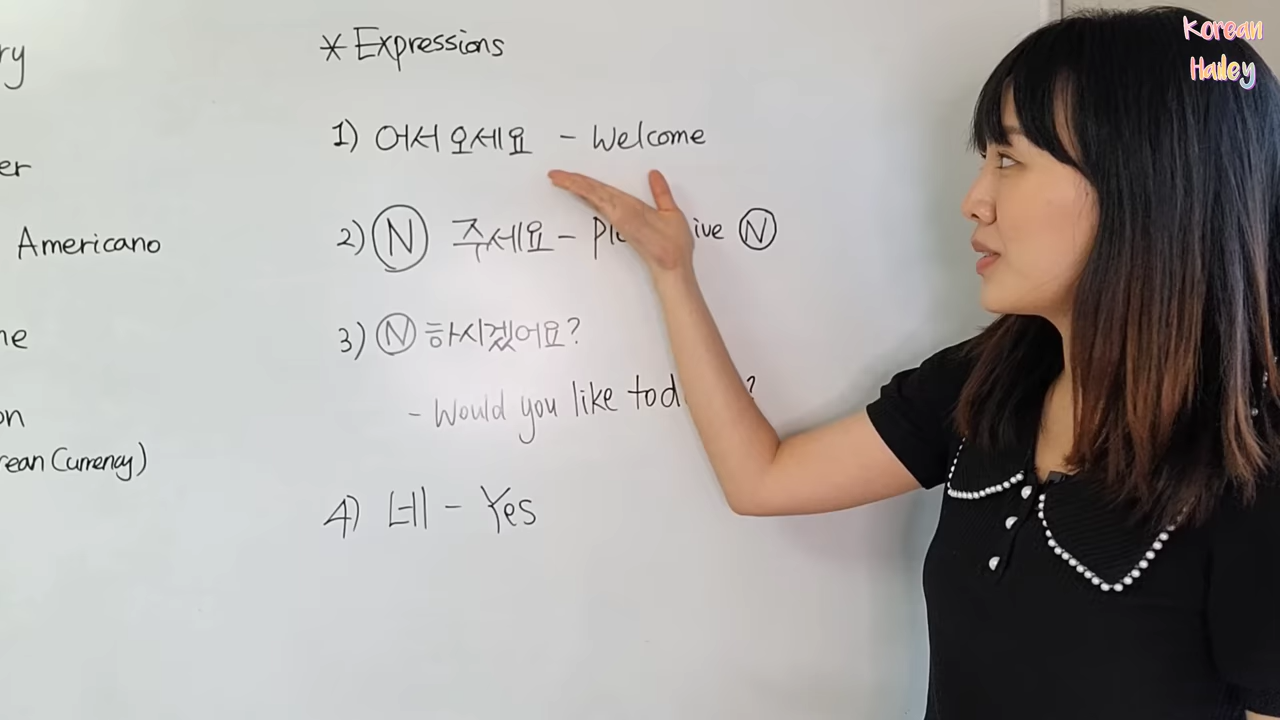 ry
er
Americano
ne
on
rean Currency)
* Expressions
1) 어서 오세요 - Welcome
2) Ⓝ 주세요 - ive Ⓝ
3) Ⓝ 하시겠어요?
- Would you like to d ?
4) 네 - Yes
Korean
Hailey